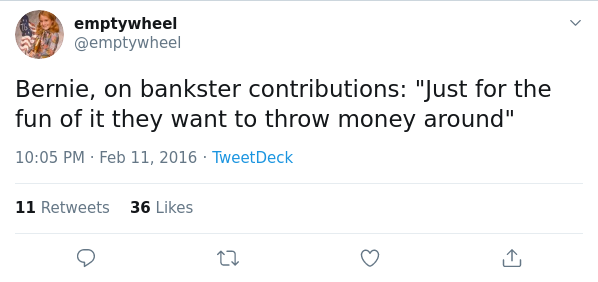 emptywheel
@emptywheel
Bernie, on bankster contributions: "Just for the
fun of it they want to throw money around"
10:05 PM · Feb 11, 2016 · TweetDeck
11 Retweets 36 Likes